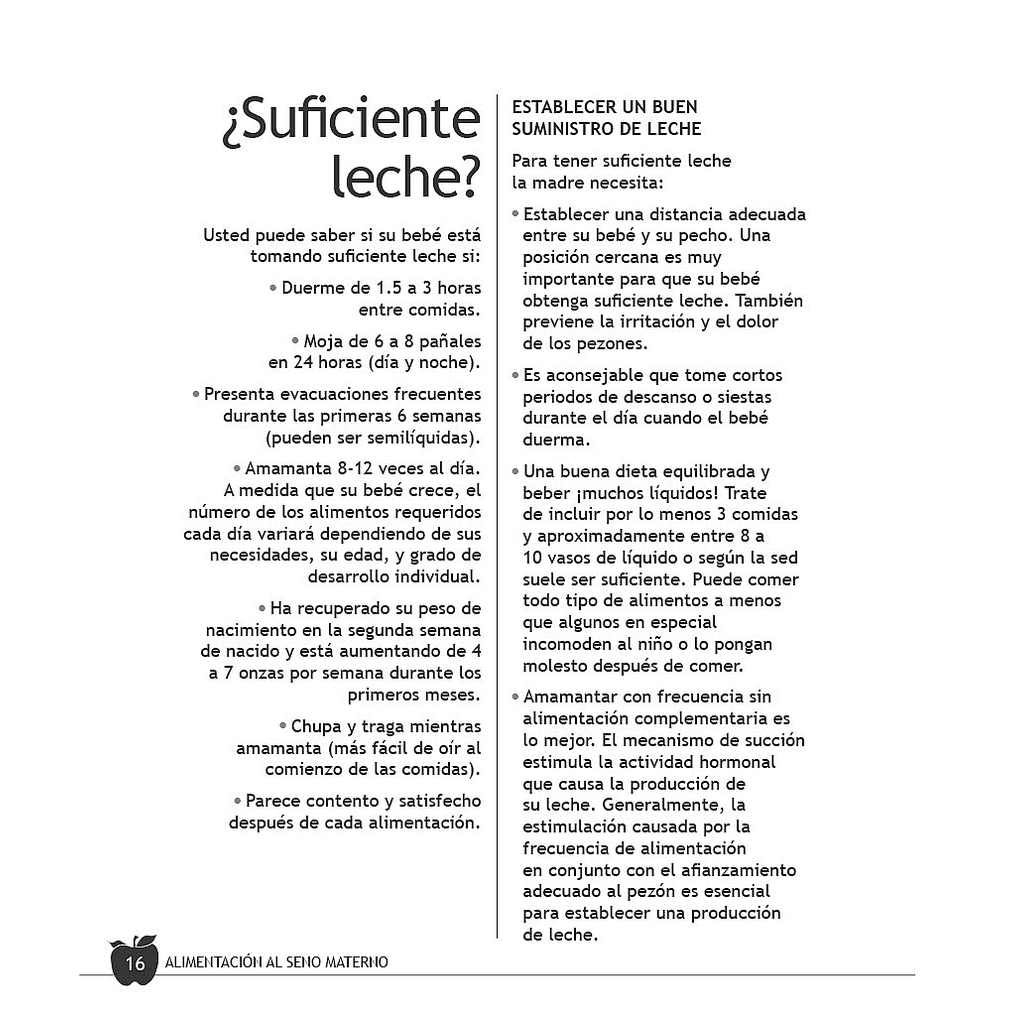 ¿Suficiente
leche?
Usted puede saber si su bebé está
tomando suficiente leche si:
• Duerme de 1.5 a 3 horas
entre comidas.
• Moja de 6 a 8 pañales
en 24 horas (día y noche).
• Presenta evacuaciones frecuentes
durante las primeras 6 semanas
(pueden ser semilíquidas).
• Amamanta 8-12 veces al día.
A medida que su bebé crece, el
número de los alimentos requeridos
cada día variará dependiendo de sus
necesidades, su edad, y grado de
desarrollo individual.
• Ha recuperado su peso de
nacimiento en la segunda semana
de nacido y está aumentando de 4
a 7 onzas por semana durante los
primeros meses.
• Chupa y traga mientras
amamanta (más fácil de oír al
comienzo de las comidas).
• Parece contento y satisfecho
después de cada alimentación.
ESTABLECER UN BUEN
SUMINISTRO DE LECHE
Para tener suficiente leche
la madre necesita:
• Establecer una distancia adecuada
entre su bebé y su pecho. Una
posición cercana es muy
importante para que su bebé
obtenga suficiente leche. También
previene la irritación y el dolor
de los pezones.
• Es aconsejable que tome cortos
periodos de descanso o siestas
durante el día cuando el bebé
duerma.
• Una buena dieta equilibrada y
beber ¡muchos líquidos! Trate
de incluir por lo menos 3 comidas
y aproximadamente entre 8 a
10 vasos de líquido o según la sed
suele ser suficiente. Puede comer
todo tipo de alimentos a menos
que algunos en especial
incomoden al niño o lo pongan
molesto después de comer.
• Amamantar con frecuencia sin
alimentación complementaria es
lo mejor. El mecanismo de succión
estimula la actividad hormonal
que causa la producción de
su leche. Generalmente, la
estimulación causada por la
frecuencia de alimentación
en conjunto con el afianzamiento
adecuado al pezón es esencial
para establecer una producción
de leche.
16 ALIMENTACIÓN AL SENO MATERNO